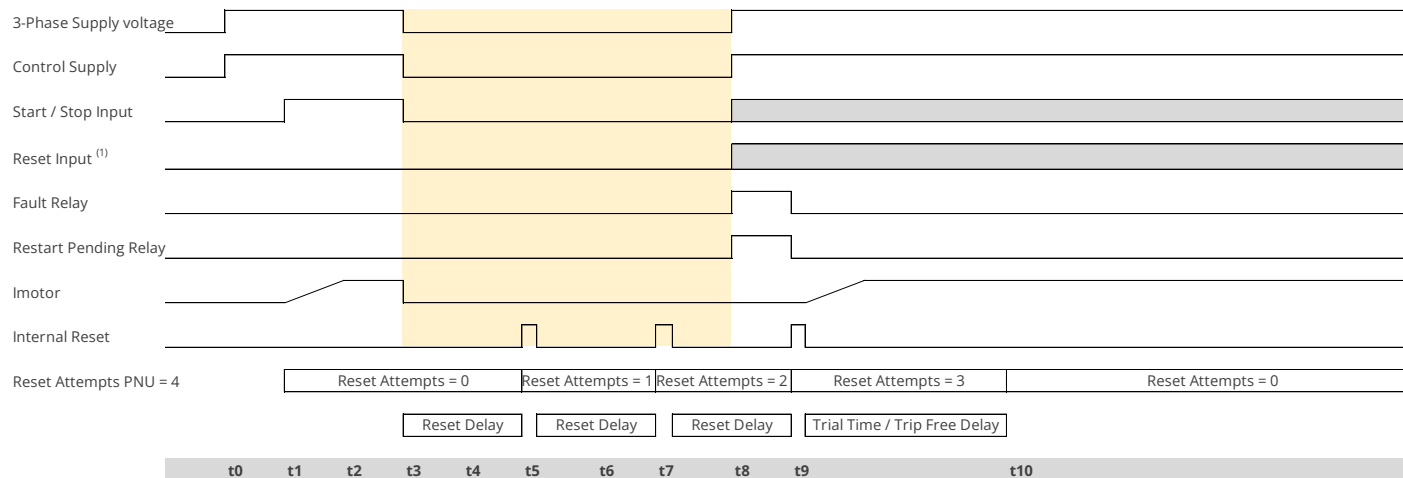 3-Phase Supply voltage
Control Supply
Start / Stop Input
Reset Input (1)
Fault Relay
Restart Pending Relay
Imotor
Internal Reset
Reset Attempts PNU = 4 Reset Attempts = 0 Reset Attempts = 1 Reset Attempts = 2 Reset Attempts = 3 Reset Attempts = 0
Reset Delay Reset Delay Reset Delay Trial Time / Trip Free Delay
t0 t1 t2 t3 t4 t5 t6 t7 t8 t9 t10